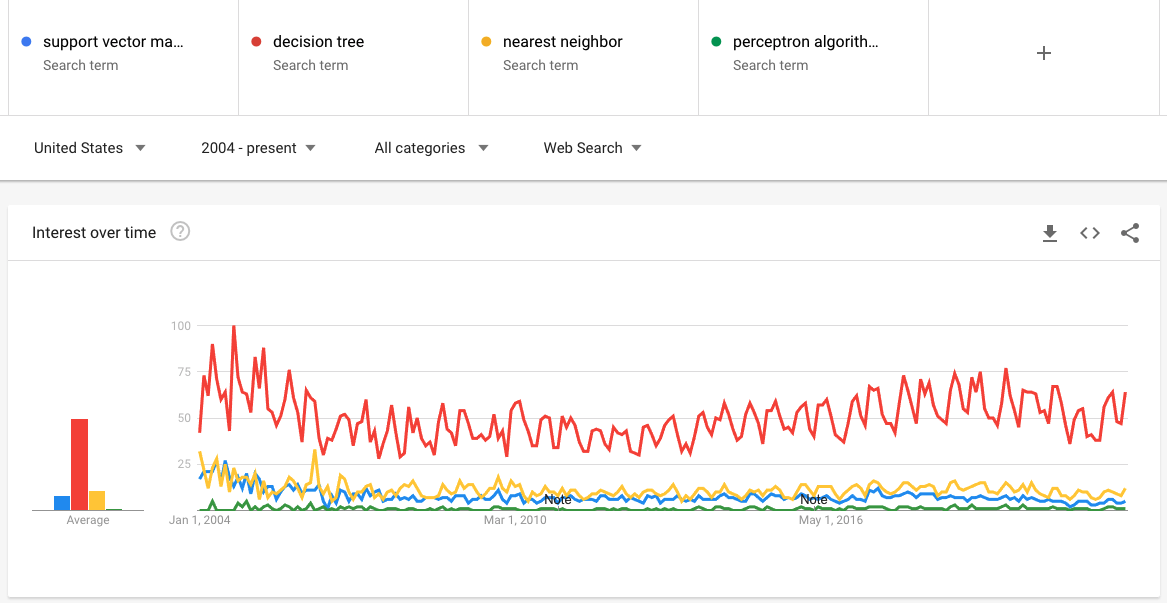 support vector ma...
Search term
decision tree
Search term
nearest neighbor
Search term
perceptron algorith...
Search term
+
United States
2004 - present
All categories
Web Search
Interest over time
?
100
75
50
25
Note
Note
Average
Jan 1, 2004
Mar 1, 2010
May 1, 2016